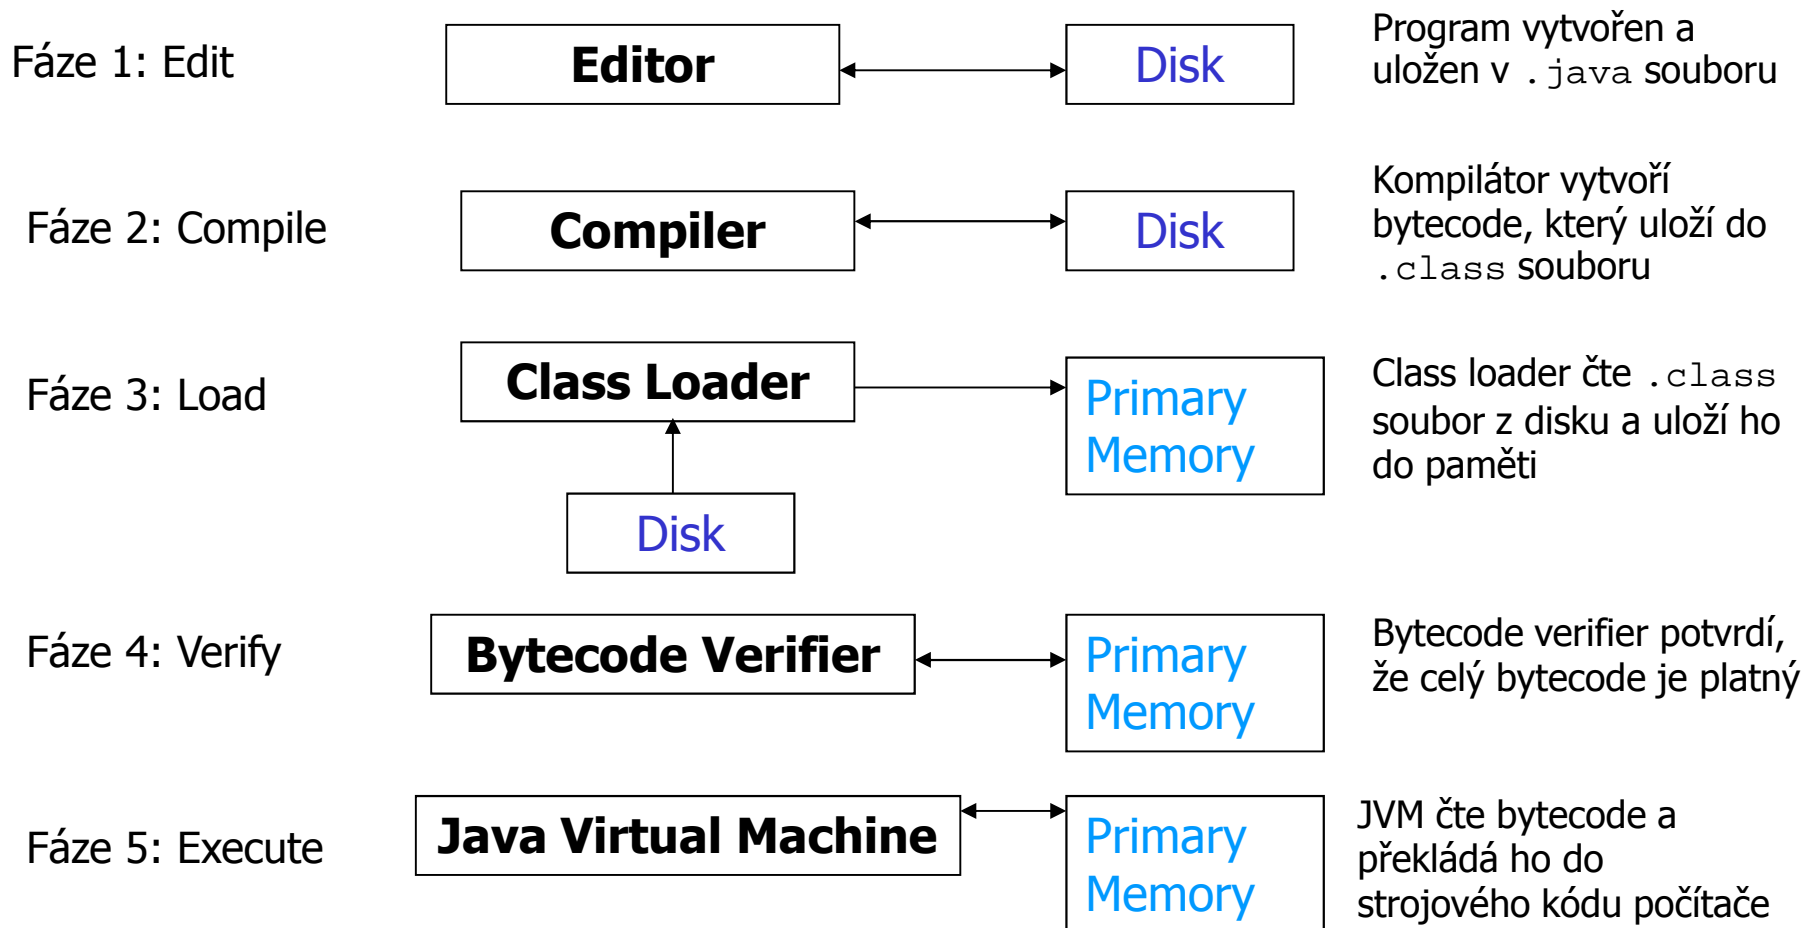 Fáze 1: Edit
Editor
Disk
Program vytvořen a
uložen v .java souboru
Fáze 2: Compile
Compiler
Disk
Kompilátor vytvoří
bytecode, který uloží do
.class souboru
Fáze 3: Load
Class Loader
Primary
Memory
Disk
Class loader čte .class
soubor z disku a uloží ho
do paměti
Fáze 4: Verify
Bytecode Verifier
Primary
Memory
Bytecode verifier potvrdí,
že celý bytecode je platný
Fáze 5: Execute
Java Virtual Machine
Primary
Memory
JVM čte bytecode a
překládá ho do
strojového kódu počítače